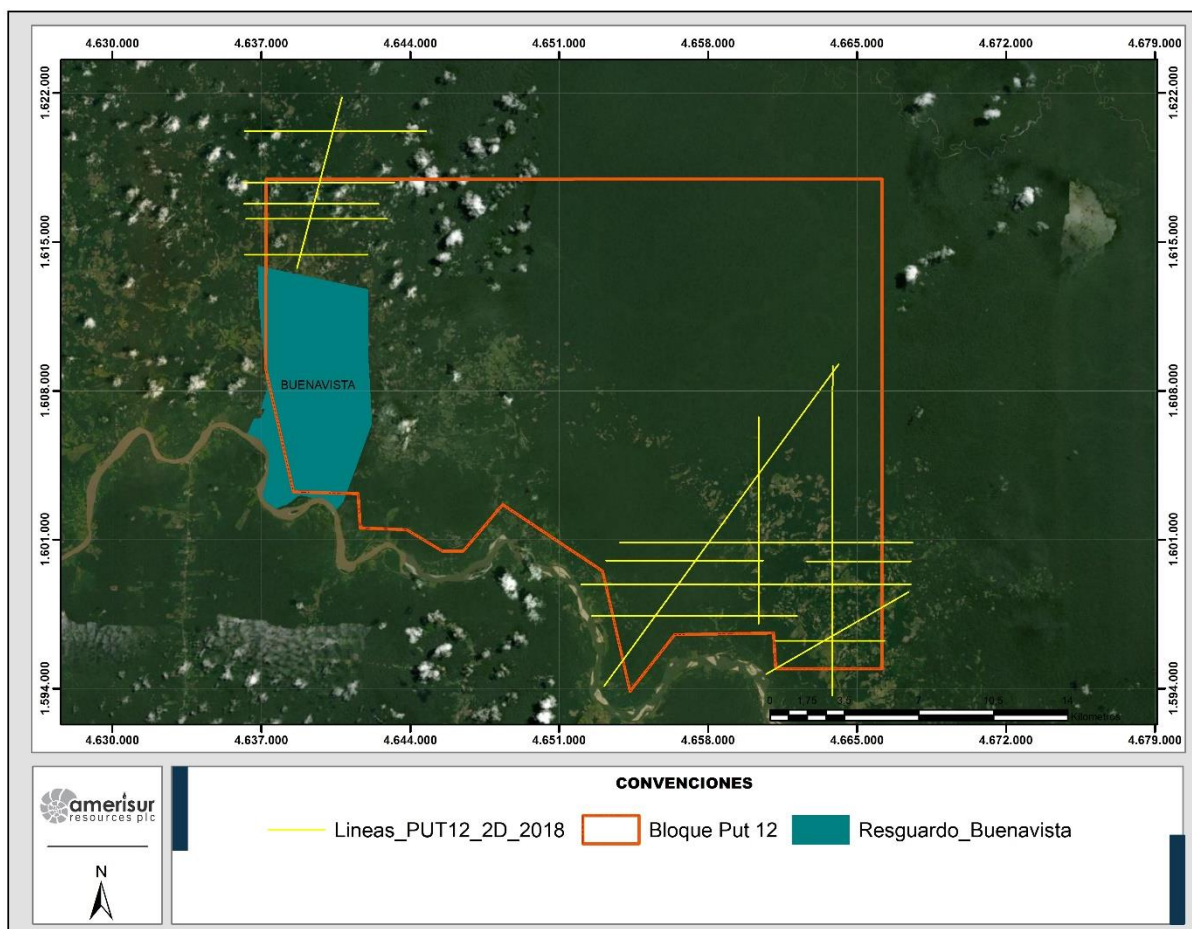 4.630.000 4.637.000 4.644.000 4.651.000 4.658.000 4.665.000 4.672.000 4.679.000
1.622.000 1.622.000
1.615.000 1.615.000
1.608.000 1.608.000
BUENAVISTA
1.601.000 1.601.000
1.594.000 1.594.000
0 1,75 3,5 7 10,5 14
Kilometros
4.630.000 4.637.000 4.644.000 4.651.000 4.658.000 4.665.000 4.672.000 4.679.000
CONVENCIONES
amerisur
resources plc
Lineas_PUT12_2D_2018 Bloque Put 12 Resguardo_Buenavista
N